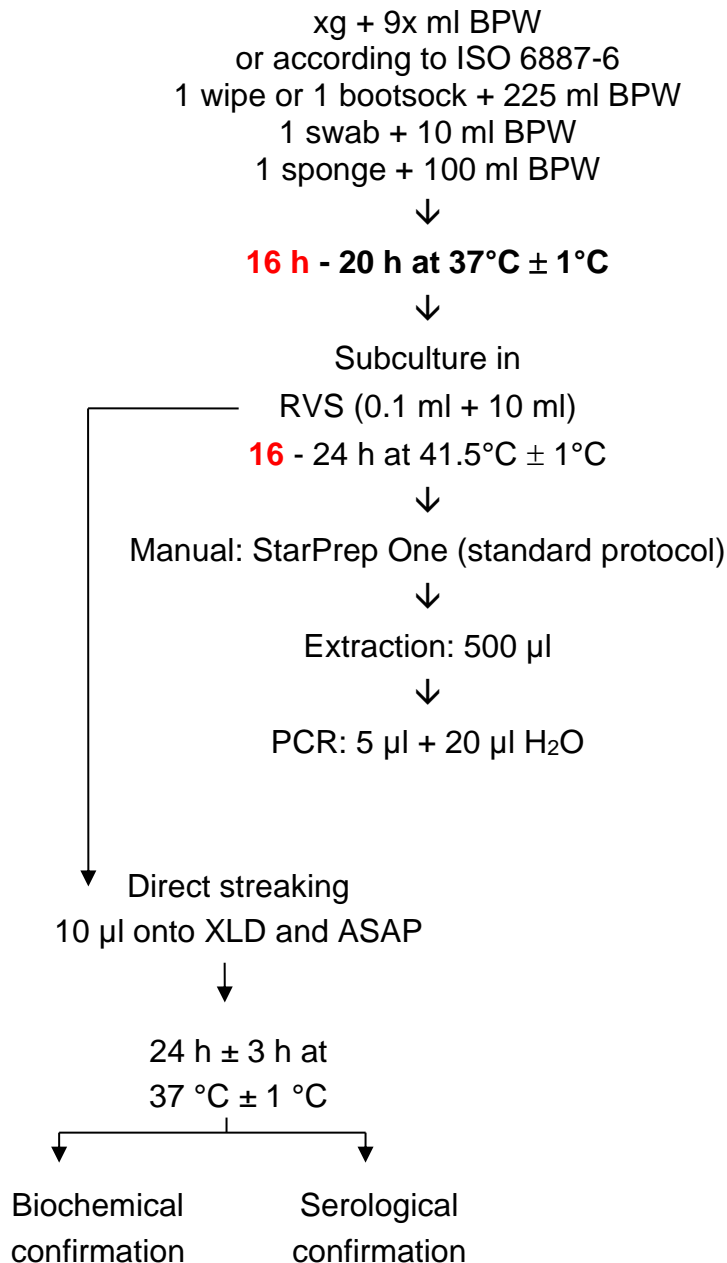 xg + 9x ml BPW
or according to ISO 6887-6
1 wipe or 1 bootsock + 225 ml BPW
1 swab + 10 ml BPW
1 sponge + 100 ml BPW
↓
16 h - 20 h at 37°C ± 1°C
↓
Subculture in
RVS (0.1 ml + 10 ml)
16 - 24 h at 41.5°C ± 1°C
↓
Manual: StarPrep One (standard protocol)
↓
Extraction: 500 µl
↓
PCR: 5 µl + 20 µl H₂O
Direct streaking
10 µl onto XLD and ASAP
24 h ± 3 h at
37 °C ± 1 °C
Biochemical confirmation
Serological confirmation